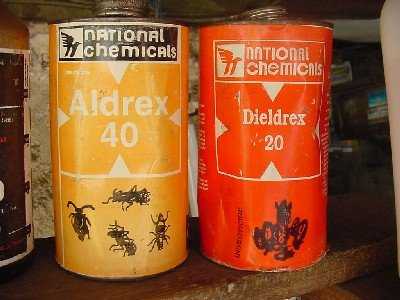 NATIONAL
chemicals
Aldrex
40
NATIONAL
chemicals
Dieldrex
20